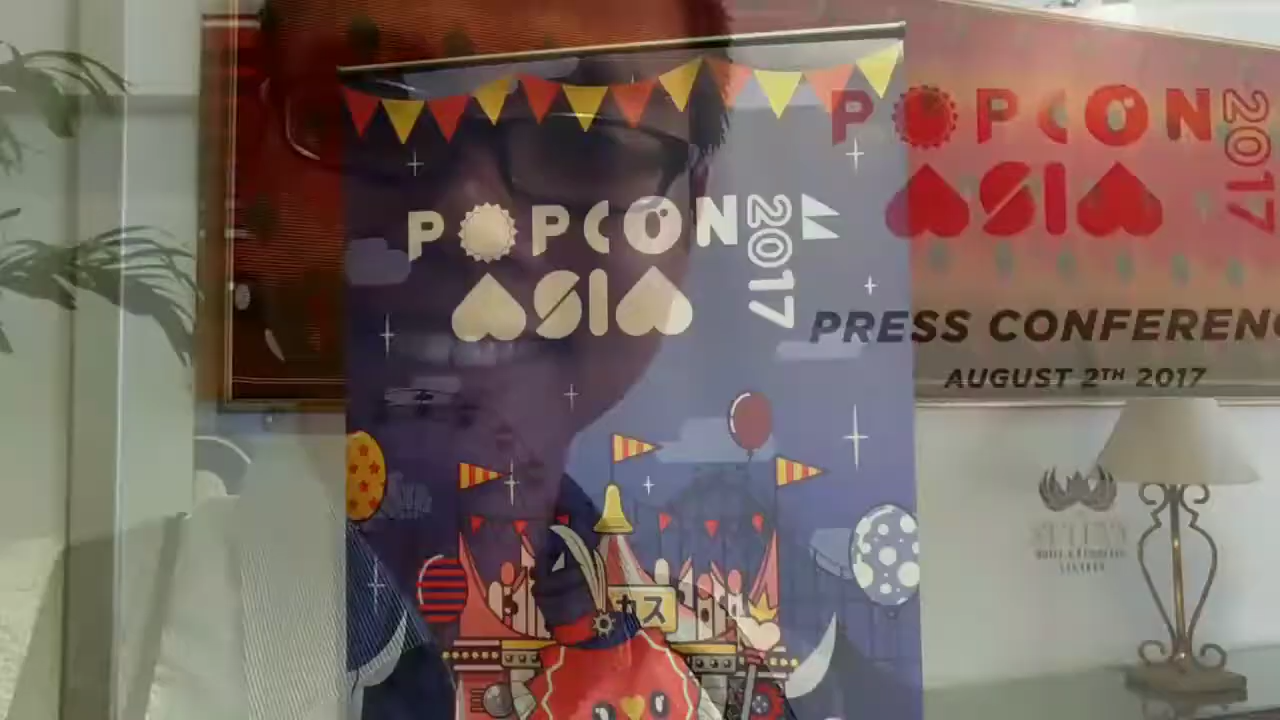 POPCON
ASIA
2017
POPCON
ASIA
2017
PRESS CONFERENC
AUGUST 2TH 2017
カス